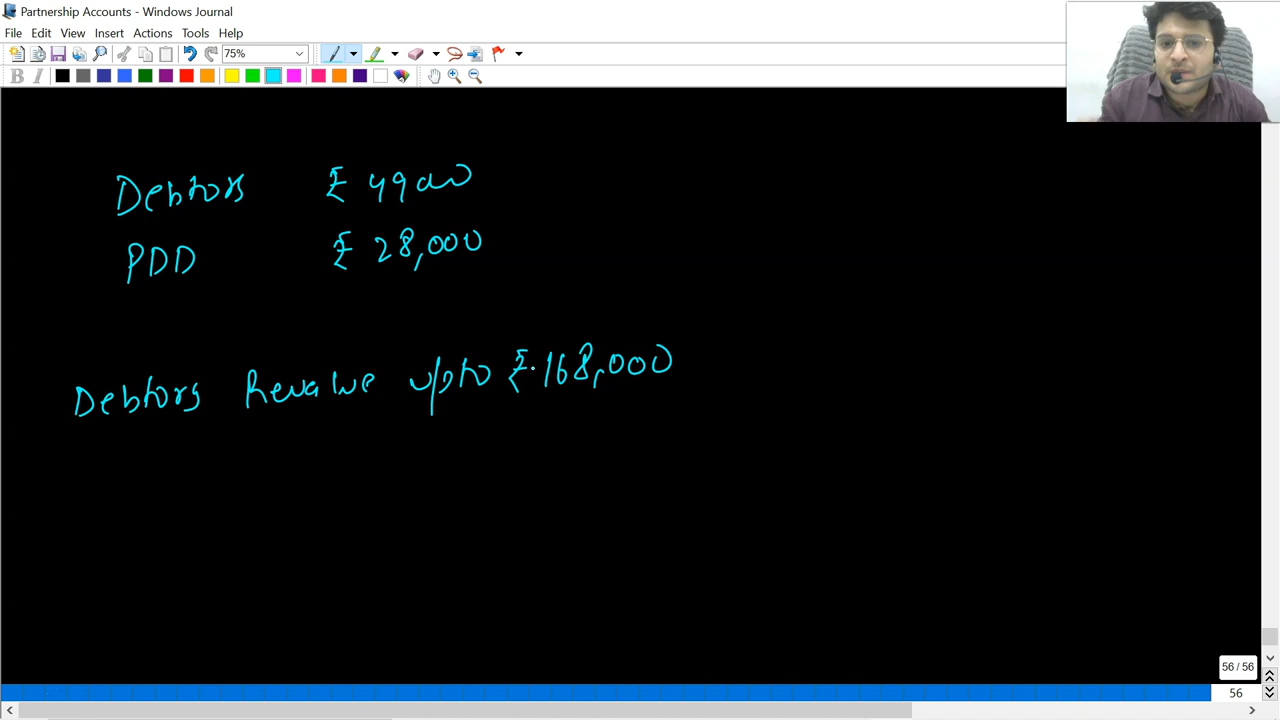 Partnership Accounts - Windows Journal
File Edit View Insert Actions Tools Help
75%
B I
Debtors ₹
PDD ₹ 28,000
Debtors Revalue upto ₹ 168,000
56 / 56
56